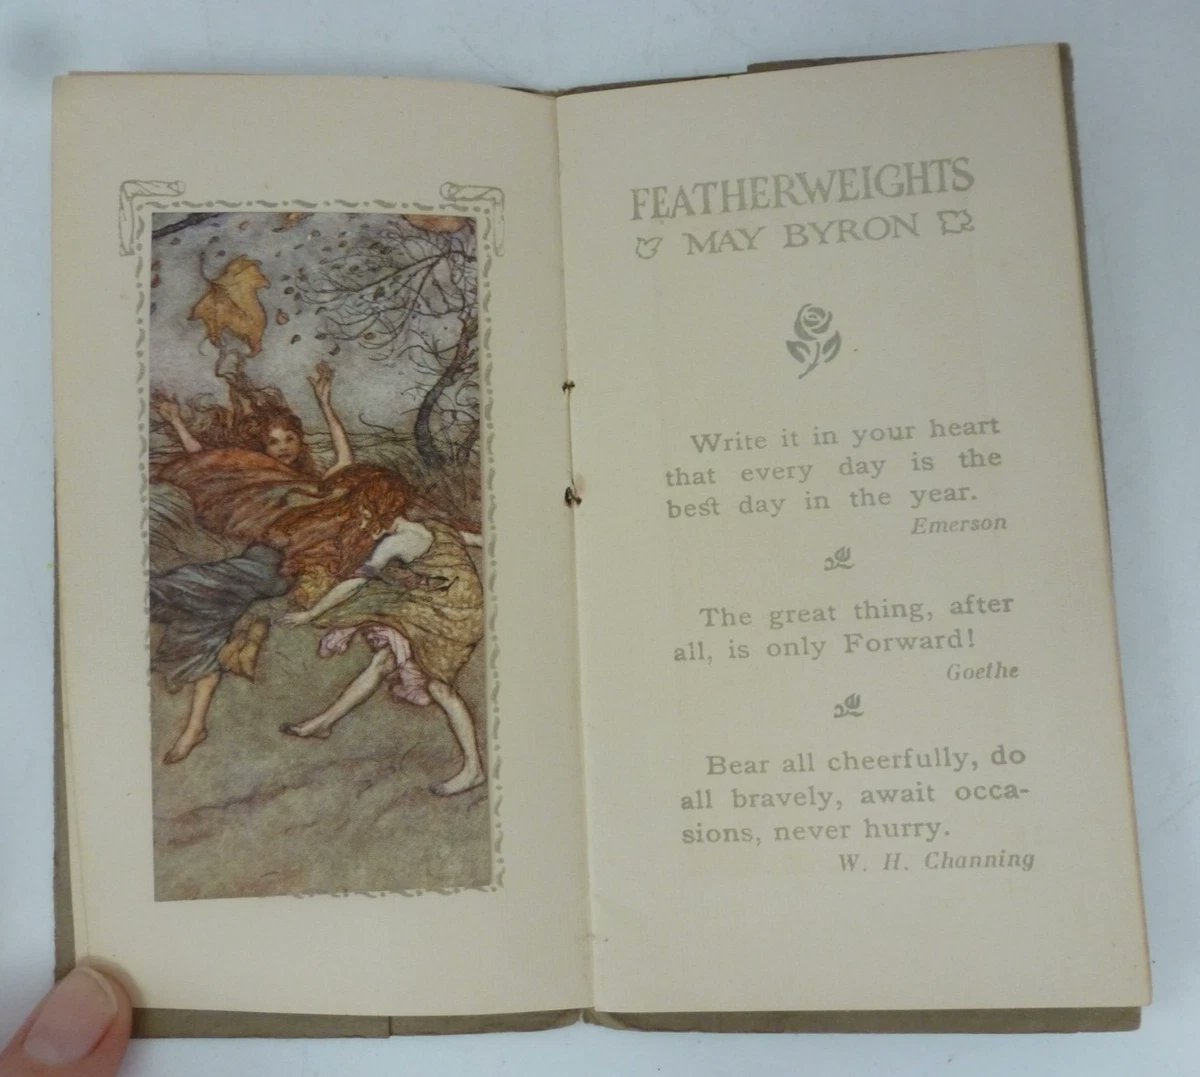 FEATHERWEIGHTS
MAY BYRON
Write it in your heart
that every day is the
best day in the year.
Emerson
The great thing, after
all, is only Forward!
Goethe
Bear all cheerfully, do
all bravely, await occa-
sions, never hurry.
W. H. Channing